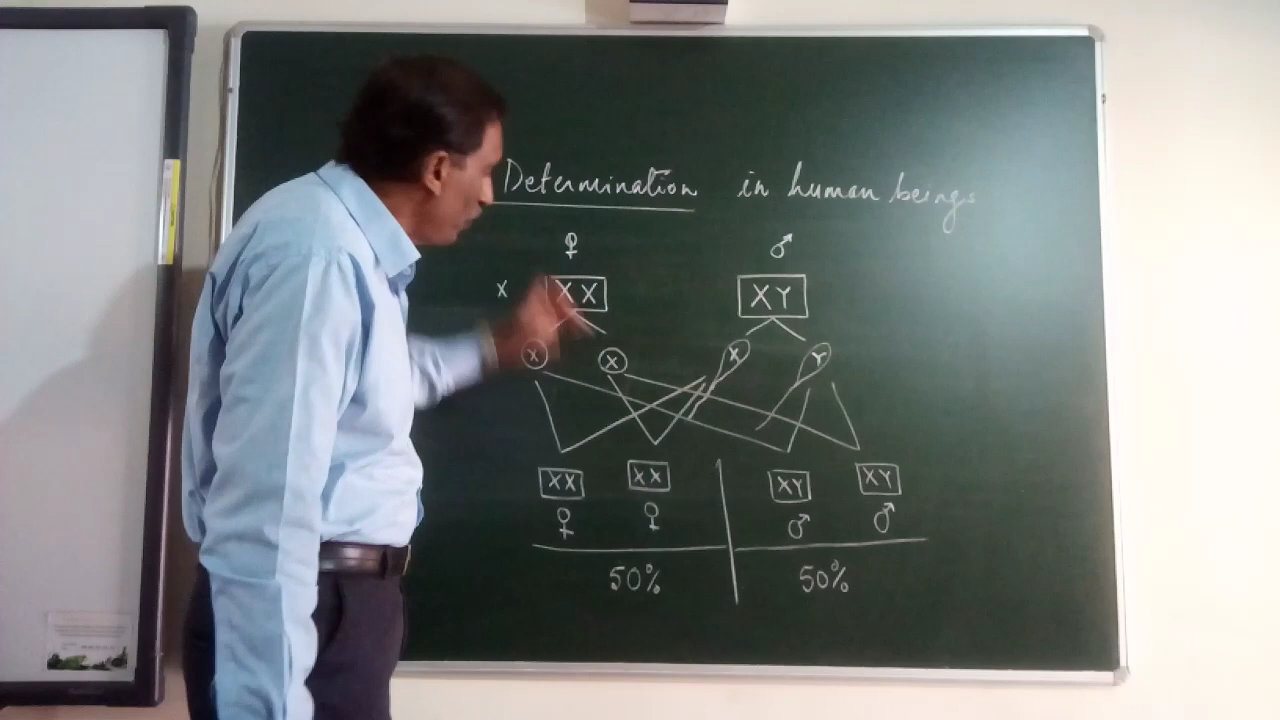 Determination in human beings
♀ ♂
X XX XY
X X X Y
XX XX XY XY
♀ ♀ ♂ ♂
50% 50%